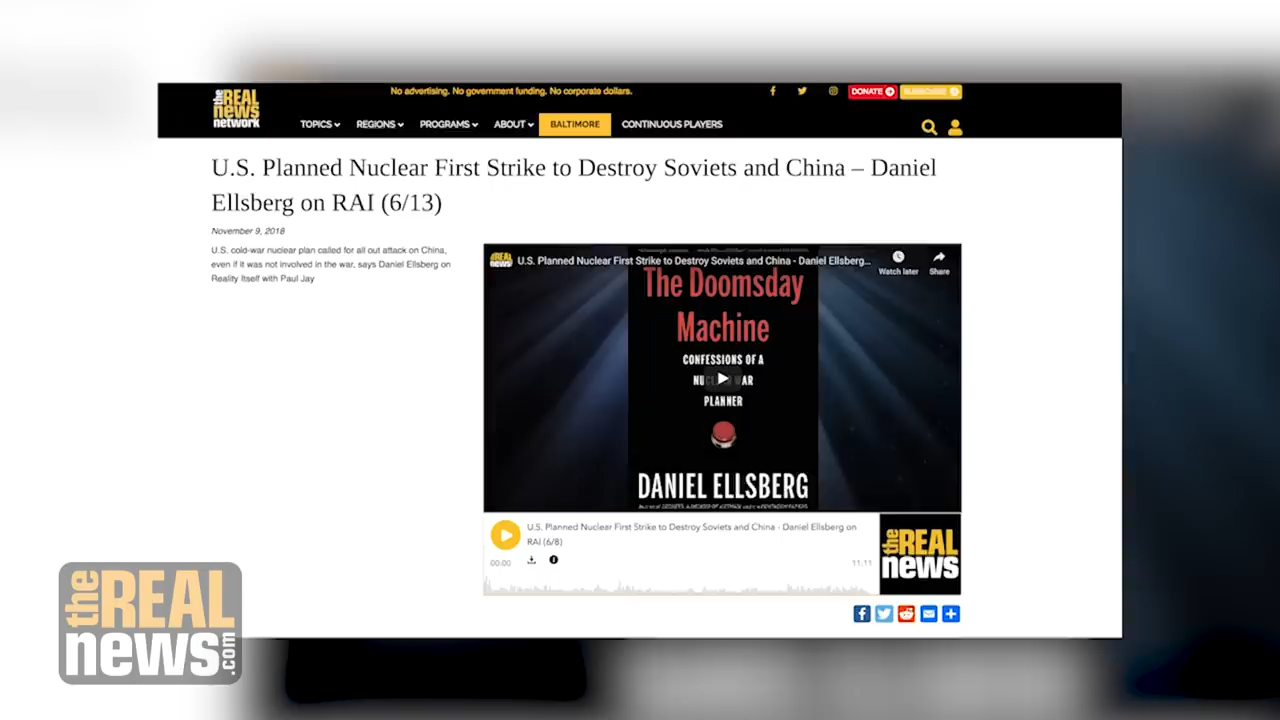 the REAL news network
No advertising. No government funding. No corporate dollars.
DONATE
SUBSCRIBE
TOPICS
REGIONS
PROGRAMS
ABOUT
BALTIMORE
CONTINUOUS PLAYERS
U.S. Planned Nuclear First Strike to Destroy Soviets and China – Daniel
Ellsberg on RAI (6/13)
November 9, 2018
U.S. cold-war nuclear plan called for all out attack on China,
even if it was not involved in the war, says Daniel Ellsberg on
Reality Itself with Paul Jay
the REAL news
U.S. Planned Nuclear First Strike to Destroy Soviets and China - Daniel Ellsberg...
Watch later
Share
The Doomsday
Machine
CONFESSIONS OF A
NUCLEAR WAR
PLANNER
DANIEL ELLSBERG
U.S. Planned Nuclear First Strike to Destroy Soviets and China - Daniel Ellsberg on
RAI (6/8)
00:00
11:11
the REAL
news
the REAL
news.com